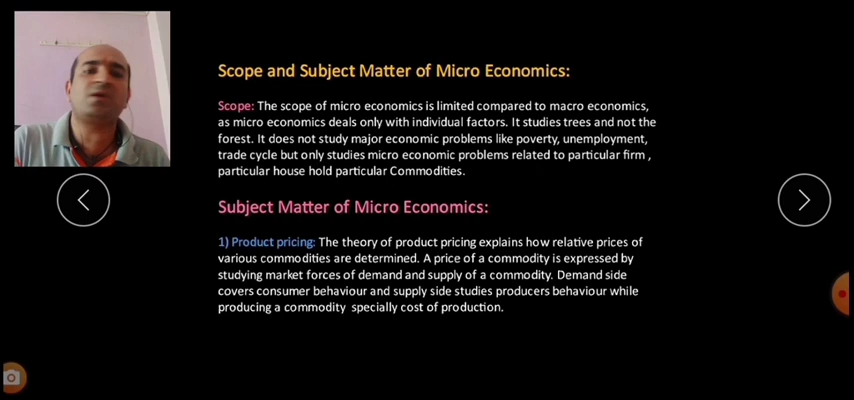 Scope and Subject Matter of Micro Economics:
Scope: The scope of micro economics is limited compared to macro economics,
as micro economics deals only with individual factors. It studies trees and not the
forest. It does not study major economic problems like poverty, unemployment,
trade cycle but only studies micro economic problems related to particular firm ,
particular house hold particular Commodities.
Subject Matter of Micro Economics:
1) Product pricing: The theory of product pricing explains how relative prices of
various commodities are determined. A price of a commodity is expressed by
studying market forces of demand and supply of a commodity. Demand side
covers consumer behaviour and supply side studies producers behaviour while
producing a commodity specially cost of production.